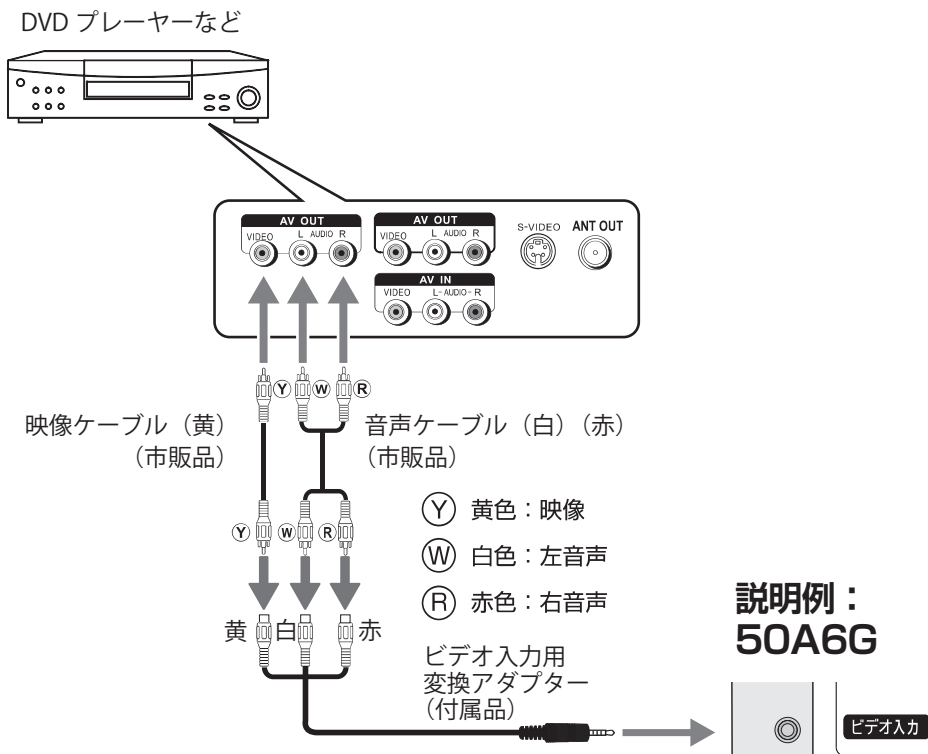 DVD プレーヤーなど
AV OUT
VIDEO L AUDIO R
AV OUT
VIDEO L AUDIO R
S-VIDEO
ANT OUT
AV IN
VIDEO L-AUDIO-R
Y W R
映像ケーブル（黄）
（市販品）
音声ケーブル（白）（赤）
（市販品）
Y W R
Y 黄色：映像
W 白色：左音声
R 赤色：右音声
黄 白 赤
ビデオ入力用
変換アダプター
（付属品）
説明例：
50A6G
ビデオ入力